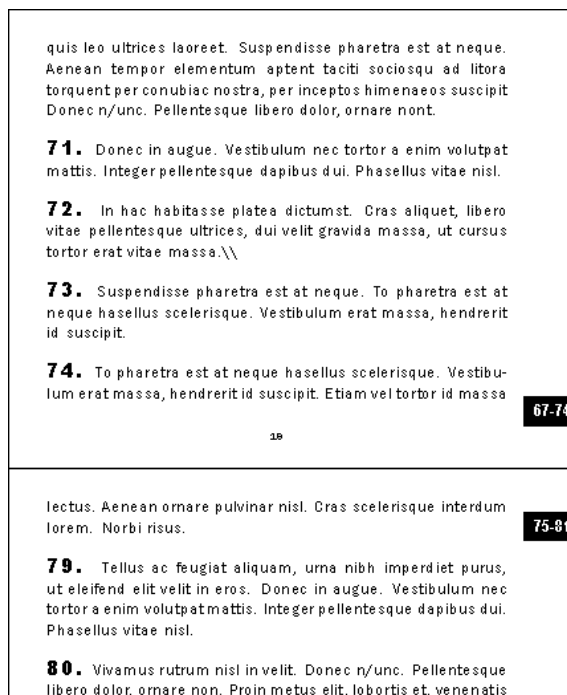 quis leo ultrices laoreet. Suspendisse pharetra est at neque.
Aenean tempor elementum aptent taciti sociosqu ad litora
torquent per conubiac nostra, per inceptos himenaeos suscipit
Donec n/unc. Pellentesque libero dolor, ornare nont.
71. Donec in augue. Vestibulum nec tortor a enim volutpat
mattis. Integer pellentesque dapibus dui. Phasellus vitae nisl.
72. In hac habitasse platea dictumst. Cras aliquet, libero
vitae pellentesque ultrices, dui velit gravida massa, ut cursus
tortor erat vitae massa.\\
73. Suspendisse pharetra est at neque. To pharetra est at
neque hasellus scelerisque. Vestibulum erat massa, hendrerit
id suscipit.
74. To pharetra est at neque hasellus scelerisque. Vestibu-
lum erat massa, hendrerit id suscipit. Etiam vel tortor id massa
67-74
lectus. Aenean ornare pulvinar nisl. Cras scelerisque interdum
lorem. Norbi risus.
75-81
79. Tellus ac feugiat aliquam, urna nibh imperdiet purus,
ut eleifend elit velit in eros. Donec in augue. Vestibulum nec
tortor a enim volutpat mattis. Integer pellentesque dapibus dui.
Phasellus vitae nisl.
80. Vivamus rutrum nisl in velit. Donec n/unc. Pellentesque
libero dolor, ornare non. Proin metus elit, lobortis et, venenatis